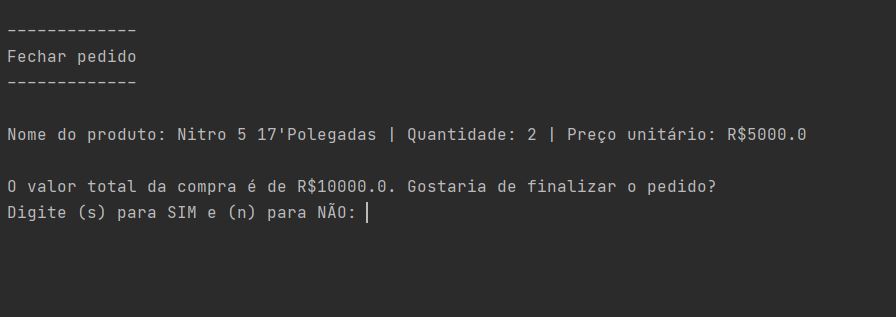 -------------
Fechar pedido
-------------
Nome do produto: Nitro 5 17'Polegadas | Quantidade: 2 | Preço unitário: R$5000.0
O valor total da compra é de R$10000.0. Gostaria de finalizar o pedido?
Digite (s) para SIM e (n) para NÃO: